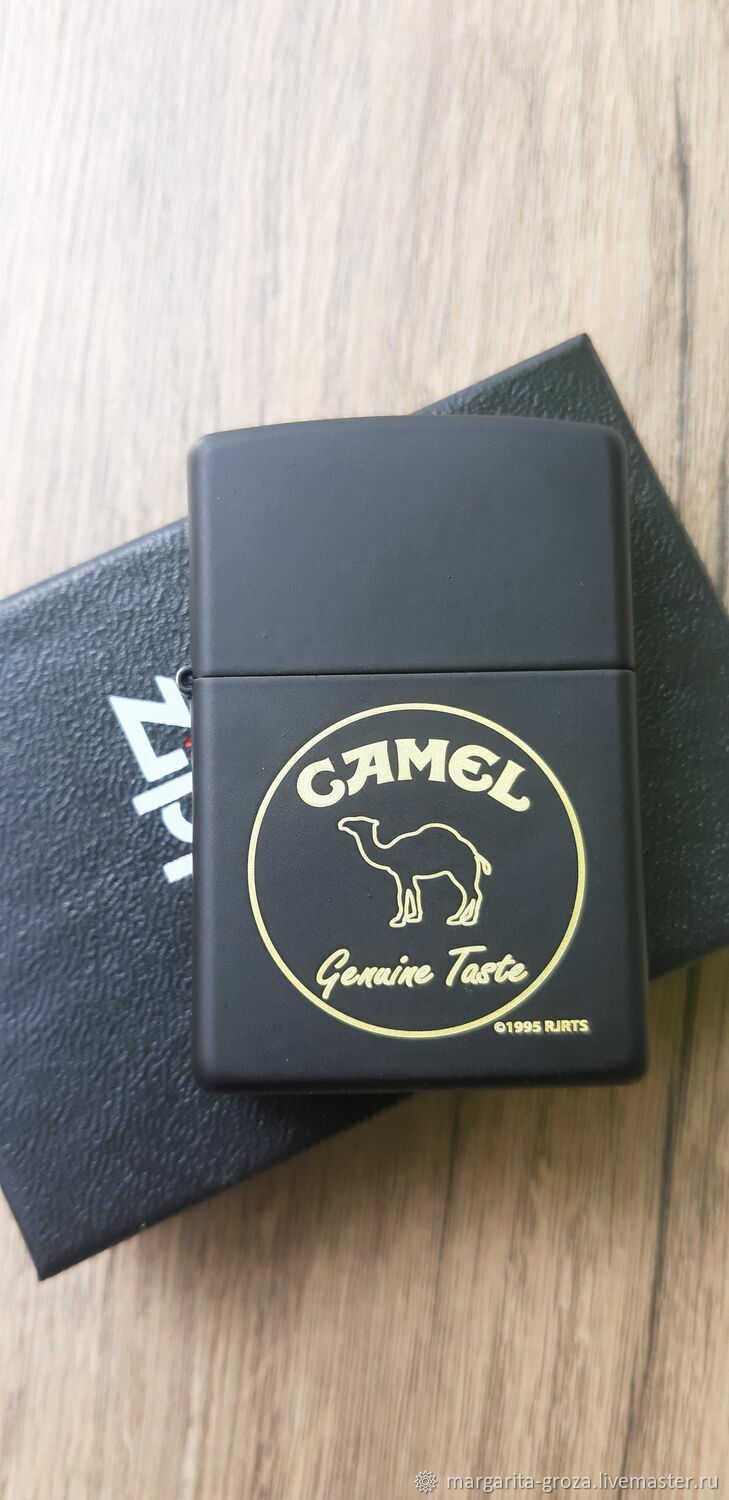 CAMEL
Genuine Taste
©1995 RJRTS
margarita-groza.livemaster.ru